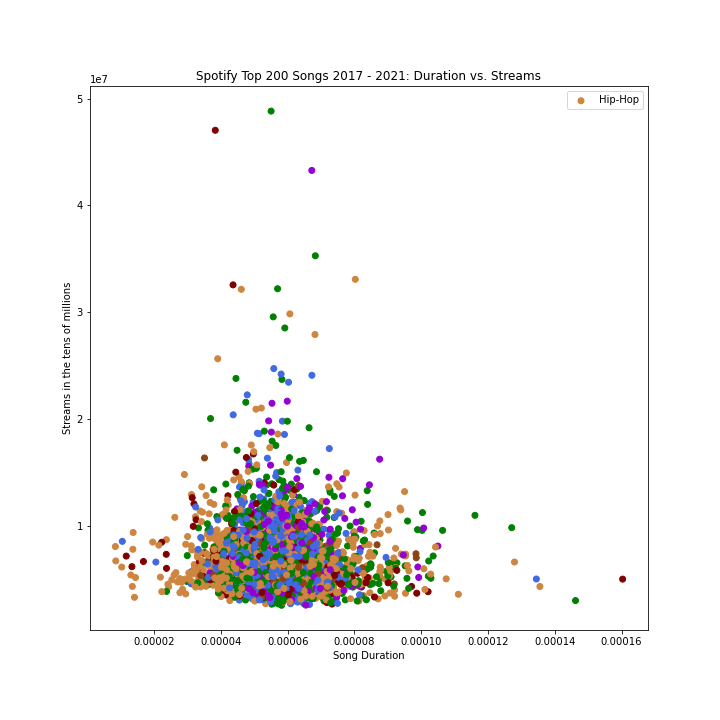 Spotify Top 200 Songs 2017 - 2021: Duration vs. Streams
1e7
Hip-Hop
5
4
3
2
1
Streams in the tens of millions
0.00002 0.00004 0.00006 0.00008 0.00010 0.00012 0.00014 0.00016
Song Duration